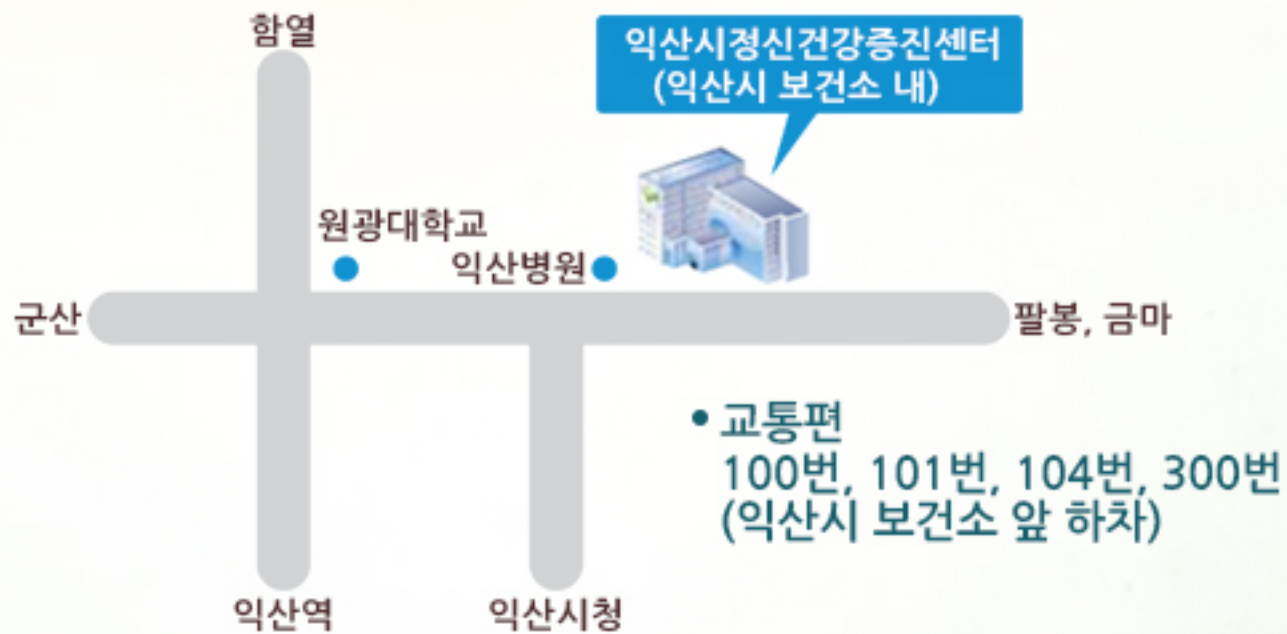 함열
익산시정신건강증진센터
(익산시 보건소 내)
원광대학교
익산병원
군산
팔봉, 금마
• 교통편
100번, 101번, 104번, 300번
(익산시 보건소 앞 하차)
익산역
익산시청